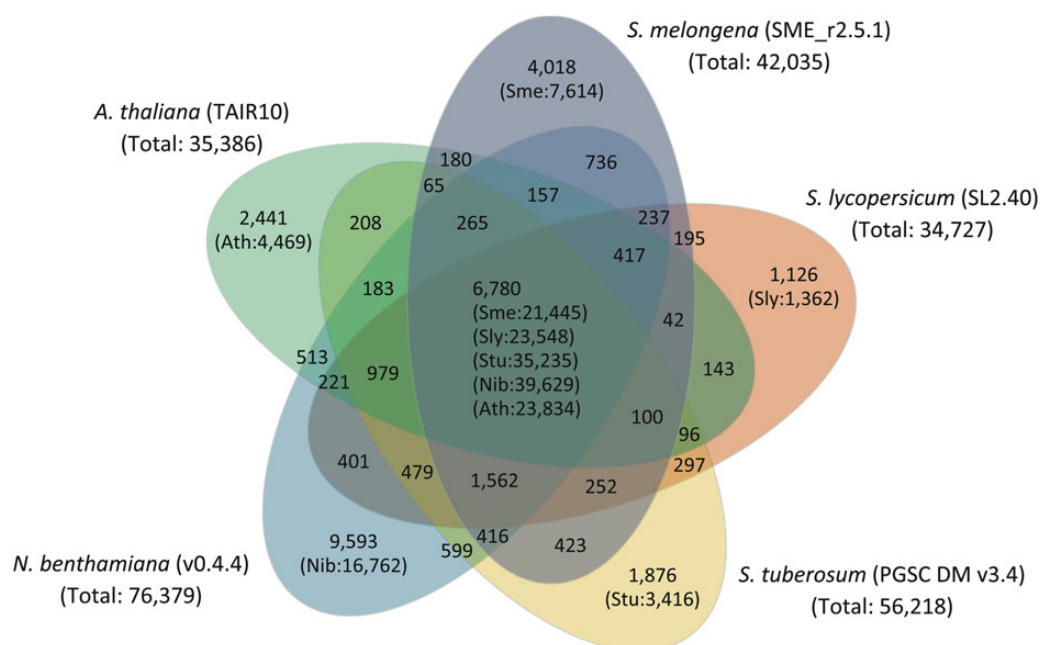 S. melongena (SME_r2.5.1)
(Total: 42,035)
4,018
(Sme:7,614)
A. thaliana (TAIR10)
(Total: 35,386)
180
736
65
157
S. lycopersicum (SL2.40)
(Total: 34,727)
2,441
(Ath:4,469)
208
265
237
195
417
1,126
(Sly:1,362)
183
6,780
(Sme:21,445)
(Sly:23,548)
(Stu:35,235)
(Nib:39,629)
(Ath:23,834)
42
513
221
979
143
100
96
401
479
1,562
252
297
9,593
(Nib:16,762)
599
416
423
N. benthamiana (v0.4.4)
(Total: 76,379)
1,876
(Stu:3,416)
S. tuberosum (PGSC DM v3.4)
(Total: 56,218)